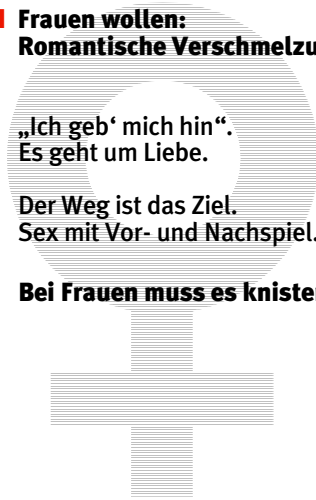 Frauen wollen:
Romantische Verschmelzu
„Ich geb‘ mich hin“.
Es geht um Liebe.
Der Weg ist das Ziel.
Sex mit Vor- und Nachspiel.
Bei Frauen muss es knister